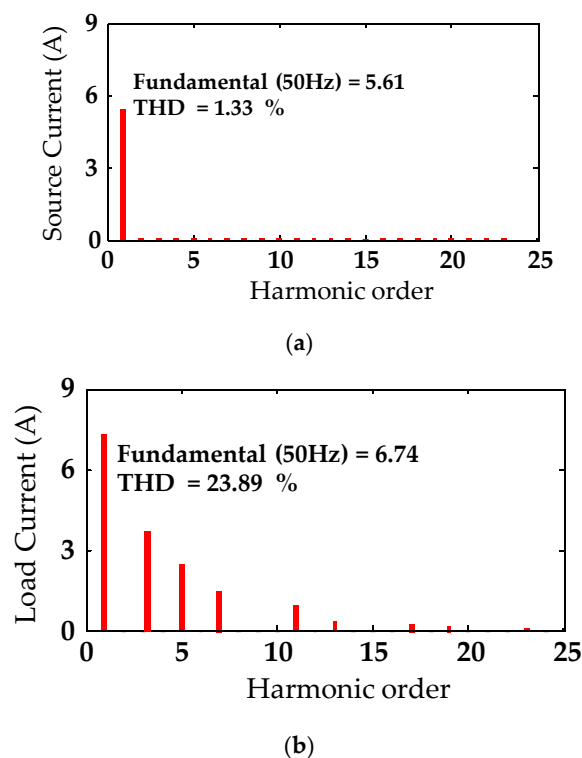 9
Fundamental (50Hz) = 5.61
THD = 1.33 %
6
3
0
Source Current (A)
0 5 10 15 20 25
Harmonic order
(a)
9
Fundamental (50Hz) = 6.74
THD = 23.89 %
6
3
0
Load Current (A)
0 5 10 15 20 25
Harmonic order
(b)